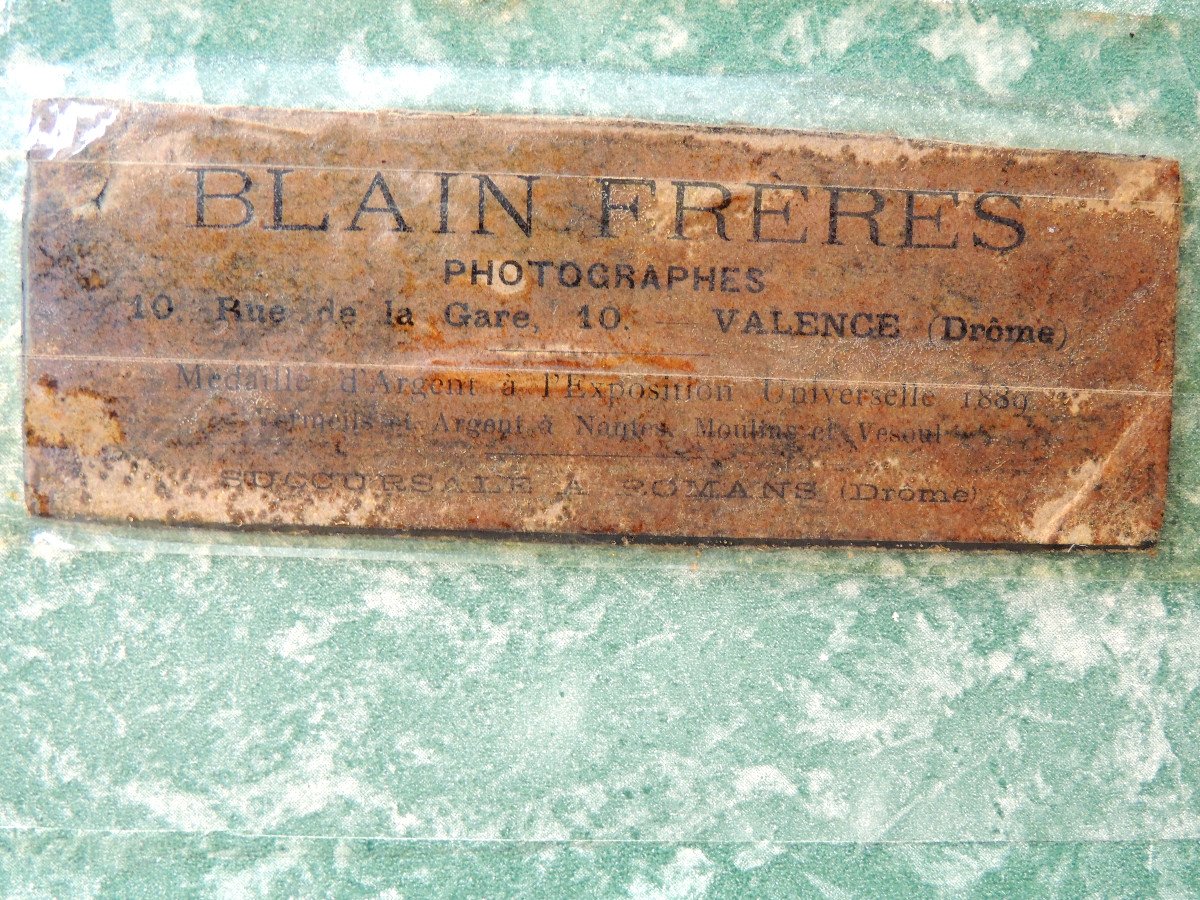 BLAIN FRÈRES
PHOTOGRAPHES
10, Rue de la Gare, 10. — VALENCE (Drôme)
Médaille d'Argent à l'Exposition Universelle 1889
Vermeils et Argent à Nantes, Moulins et Vesoul
SUCCURSALE A ROMANS (Drôme)